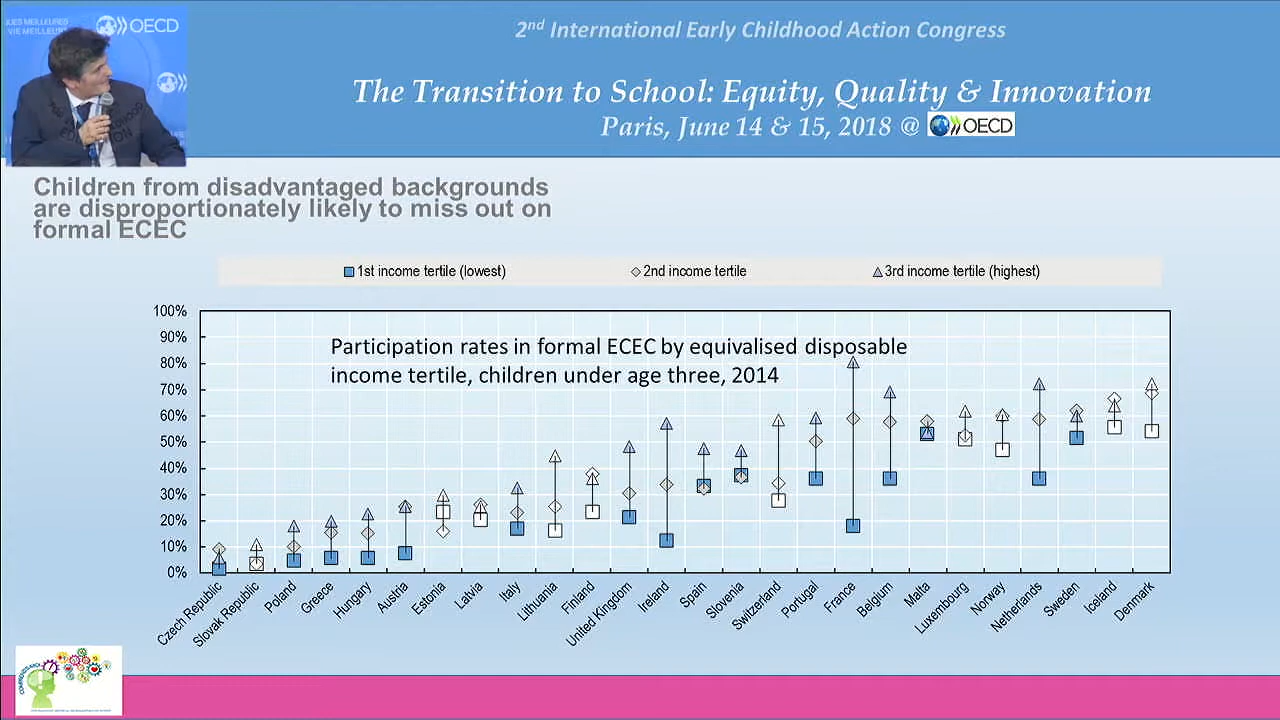 UES MEILLEURES
VIE MEILLEUR
OECD
2nd International Early Childhood Action Congress
The Transition to School: Equity, Quality & Innovation
Paris, June 14 & 15, 2018 @ OECD
Children from disadvantaged backgrounds
are disproportionately likely to miss out on
formal ECEC
1st income tertile (lowest) 2nd income tertile 3rd income tertile (highest)
Participation rates in formal ECEC by equivalised disposable
income tertile, children under age three, 2014
100%
90%
80%
70%
60%
50%
40%
30%
20%
10%
0%
Czech Republic
Slovak Republic
Poland
Greece
Hungary
Austria
Estonia
Latvia
Italy
Lithuania
Finland
United Kingdom
Ireland
Spain
Slovenia
Switzerland
Portugal
France
Belgium
Malta
Luxembourg
Norway
Netherlands
Sweden
Iceland
Denmark